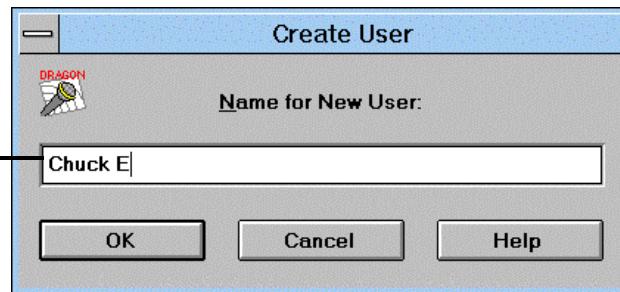 Create User
DRAGON
Name for New User:
Chuck E
OK Cancel Help